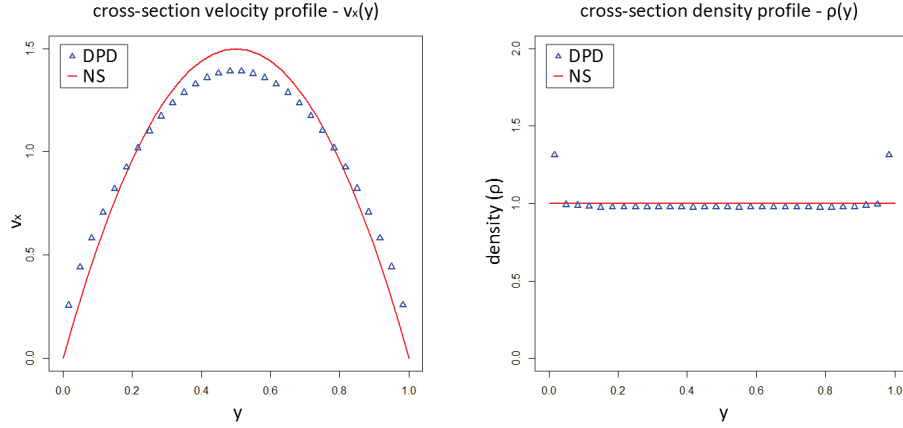 cross-section velocity profile - vₓ(y)
DPD
NS
1.5
1.0
0.5
0.0
vₓ
0.0 0.2 0.4 0.6 0.8 1.0
y
cross-section density profile - ρ(y)
DPD
NS
2.0
1.5
1.0
0.5
0.0
density (ρ)
0.0 0.2 0.4 0.6 0.8 1.0
y